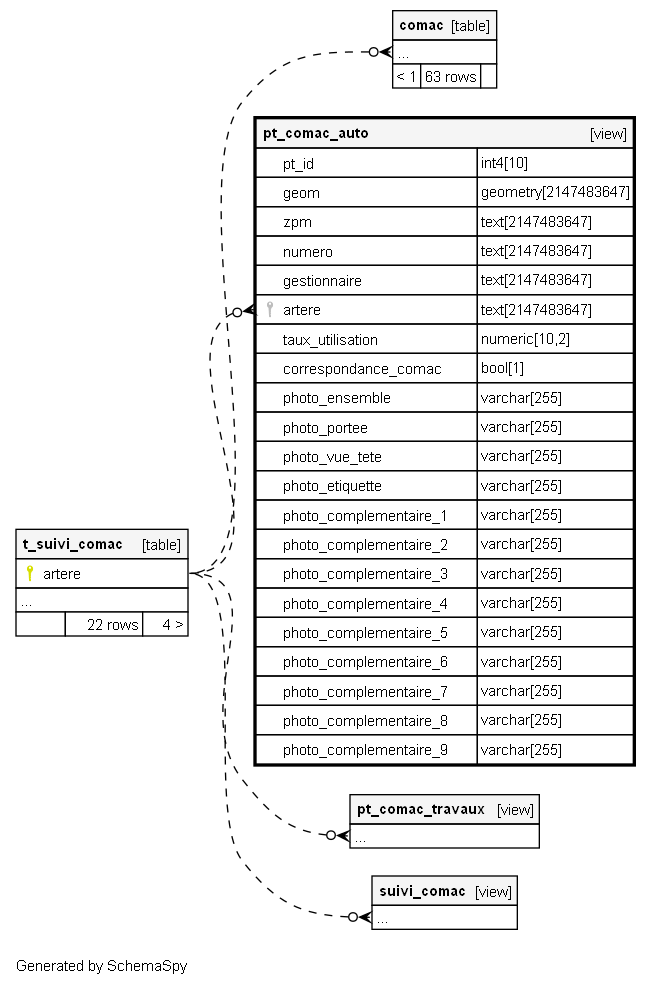 comac [table]
...
< 1 63 rows
pt_comac_auto [view]
pt_id int4[10]
geom geometry[2147483647]
zpm text[2147483647]
numero text[2147483647]
gestionnaire text[2147483647]
artere text[2147483647]
taux_utilisation numeric[10,2]
correspondance_comac bool[1]
photo_ensemble varchar[255]
photo_portee varchar[255]
photo_vue_tete varchar[255]
photo_etiquette varchar[255]
photo_complementaire_1 varchar[255]
photo_complementaire_2 varchar[255]
photo_complementaire_3 varchar[255]
photo_complementaire_4 varchar[255]
photo_complementaire_5 varchar[255]
photo_complementaire_6 varchar[255]
photo_complementaire_7 varchar[255]
photo_complementaire_8 varchar[255]
photo_complementaire_9 varchar[255]
t_suivi_comac [table]
artere
...
22 rows 4 >
pt_comac_travaux [view]
...
suivi_comac [view]
...
Generated by SchemaSpy